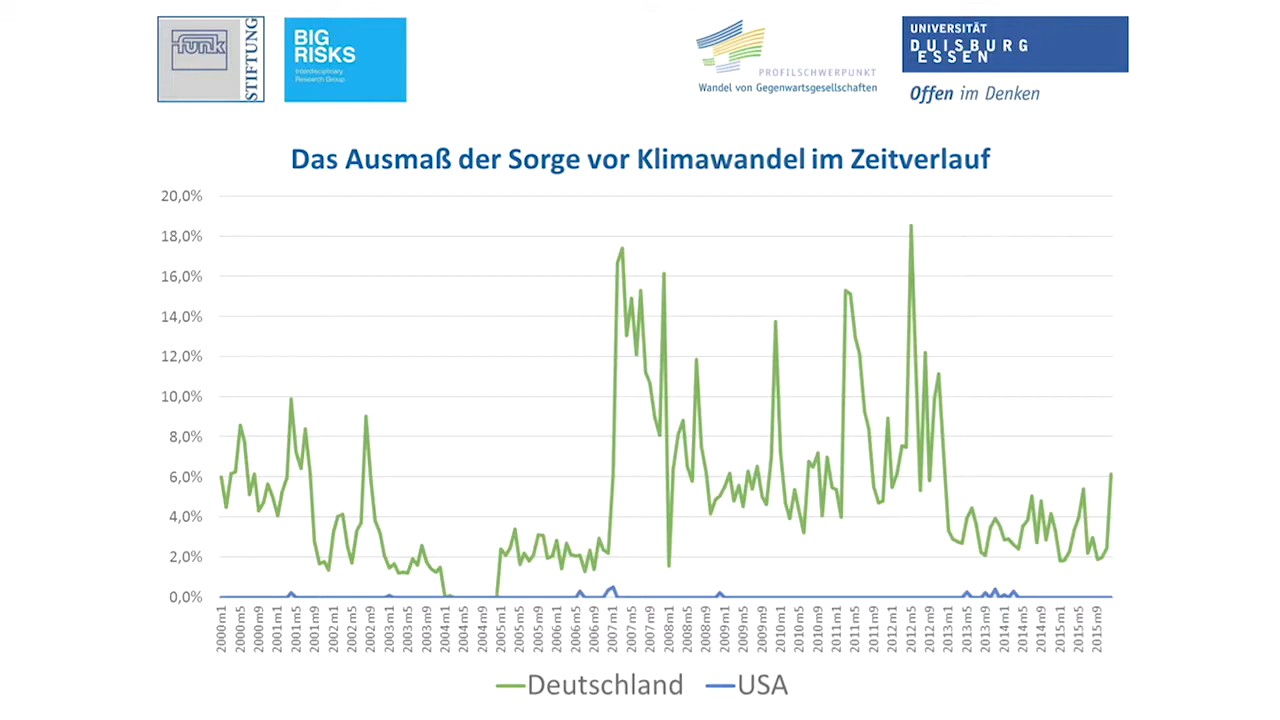 funk
STIFTUNG
BIG
RISKS
Interdisciplinary
Research Group
PROFILSCHWERPUNKT
Wandel von Gegenwartsgesellschaften
UNIVERSITÄT
DUISBURG
ESSEN
Offen im Denken
Das Ausmaß der Sorge vor Klimawandel im Zeitverlauf
20,0%
18,0%
16,0%
14,0%
12,0%
10,0%
8,0%
6,0%
4,0%
2,0%
0,0%
2000m1
2000m5
2000m9
2001m1
2001m5
2001m9
2002m1
2002m5
2002m9
2003m1
2003m5
2003m9
2004m1
2004m5
2004m9
2005m1
2005m5
2005m9
2006m1
2006m5
2006m9
2007m1
2007m5
2007m9
2008m1
2008m5
2008m9
2009m1
2009m5
2009m9
2010m1
2010m5
2010m9
2011m1
2011m5
2011m9
2012m1
2012m5
2012m9
2013m1
2013m5
2013m9
2014m1
2014m5
2014m9
2015m1
2015m5
2015m9
Deutschland
USA